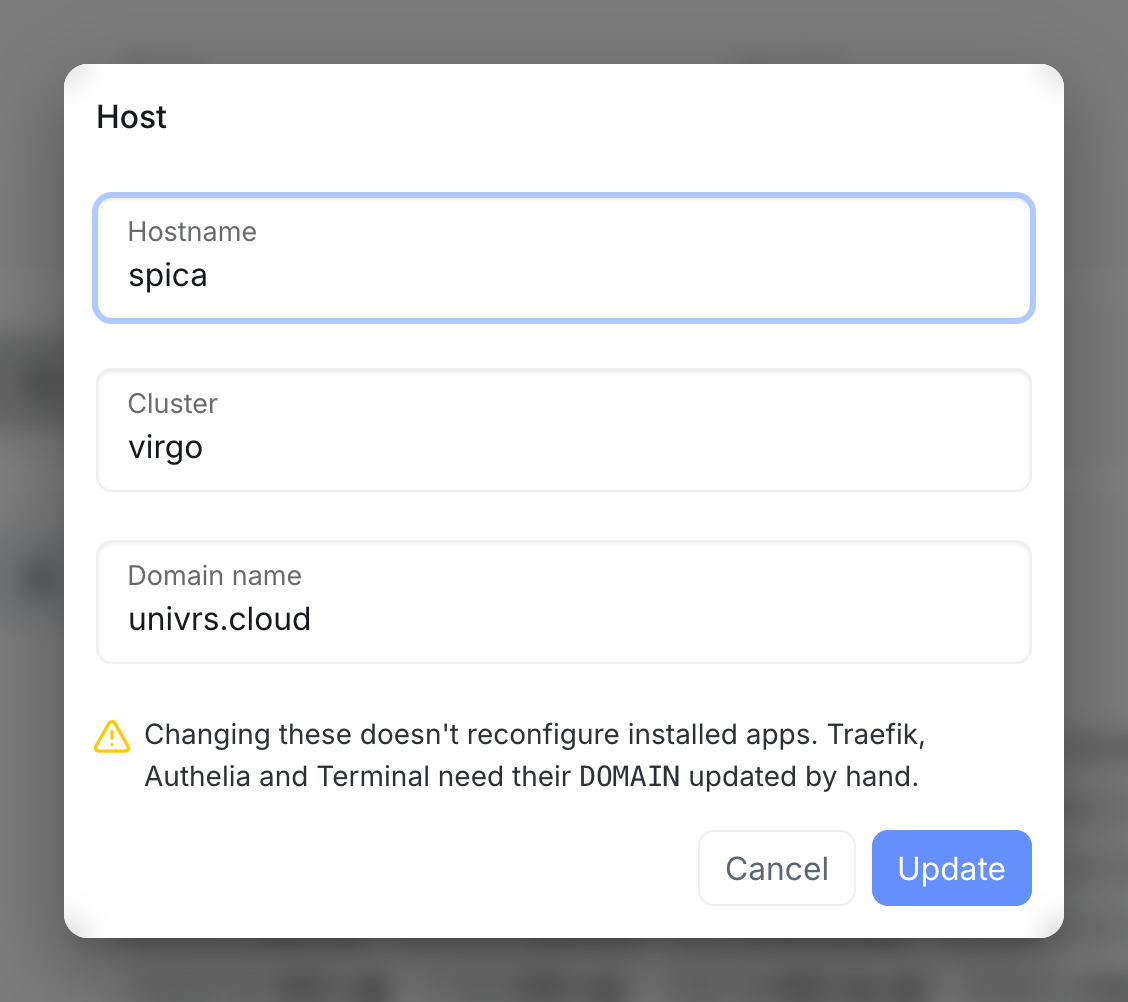 Host
Hostname
spica
Cluster
virgo
Domain name
univrs.cloud
Changing these doesn't reconfigure installed apps. Traefik,
Authelia and Terminal need their DOMAIN updated by hand.
Cancel Update